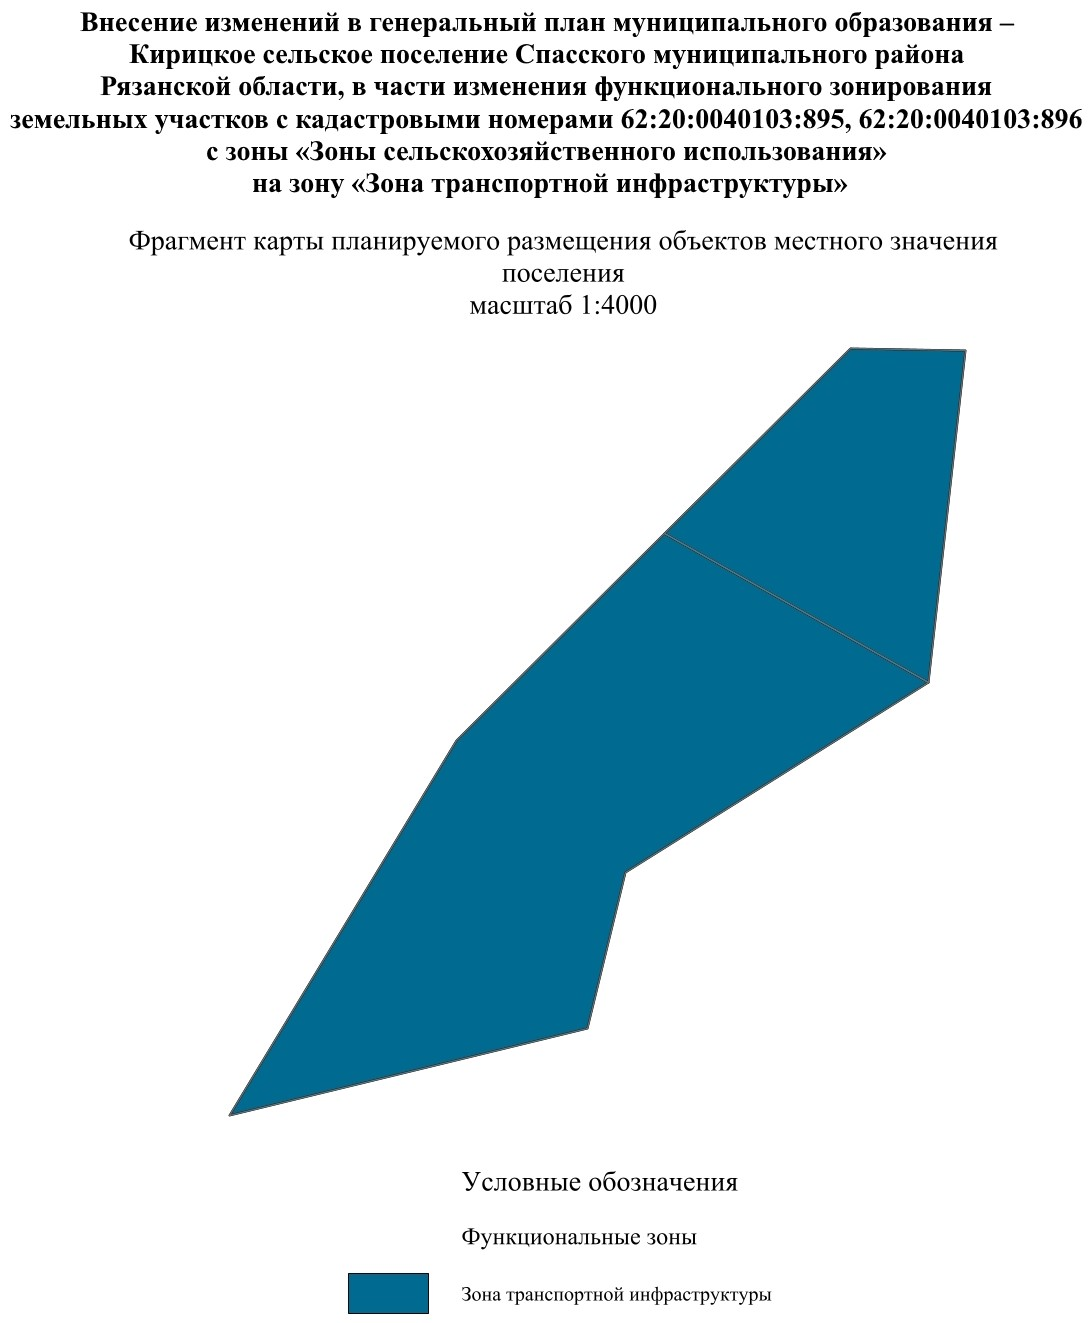 Внесение изменений в генеральный план муниципального образования –
Кирицкое сельское поселение Спасского муниципального района
Рязанской области, в части изменения функционального зонирования
земельных участков с кадастровыми номерами 62:20:0040103:895, 62:20:0040103:896
с зоны «Зоны сельскохозяйственного использования»
на зону «Зона транспортной инфраструктуры»
Фрагмент карты планируемого размещения объектов местного значения
поселения
масштаб 1:4000
Условные обозначения
Функциональные зоны
Зона транспортной инфраструктуры